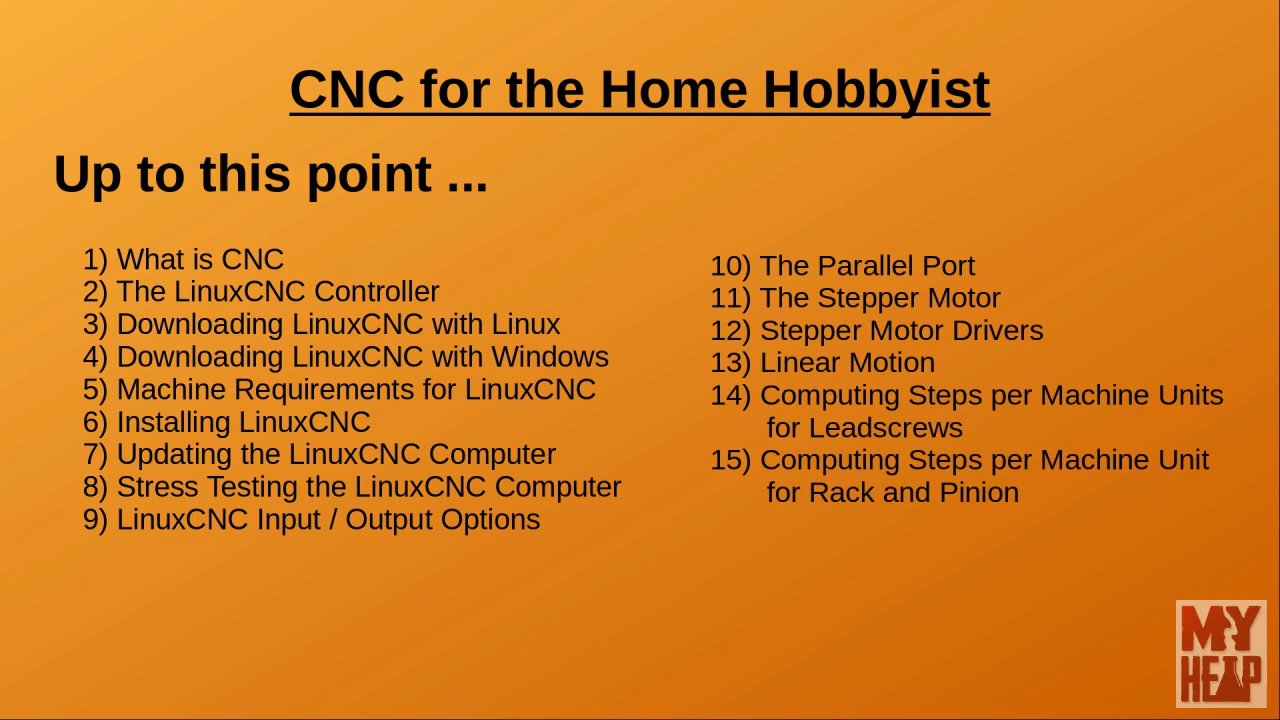 CNC for the Home Hobbyist
Up to this point ...
1) What is CNC
2) The LinuxCNC Controller
3) Downloading LinuxCNC with Linux
4) Downloading LinuxCNC with Windows
5) Machine Requirements for LinuxCNC
6) Installing LinuxCNC
7) Updating the LinuxCNC Computer
8) Stress Testing the LinuxCNC Computer
9) LinuxCNC Input / Output Options
10) The Parallel Port
11) The Stepper Motor
12) Stepper Motor Drivers
13) Linear Motion
14) Computing Steps per Machine Units
for Leadscrews
15) Computing Steps per Machine Unit
for Rack and Pinion
MY
HEAP